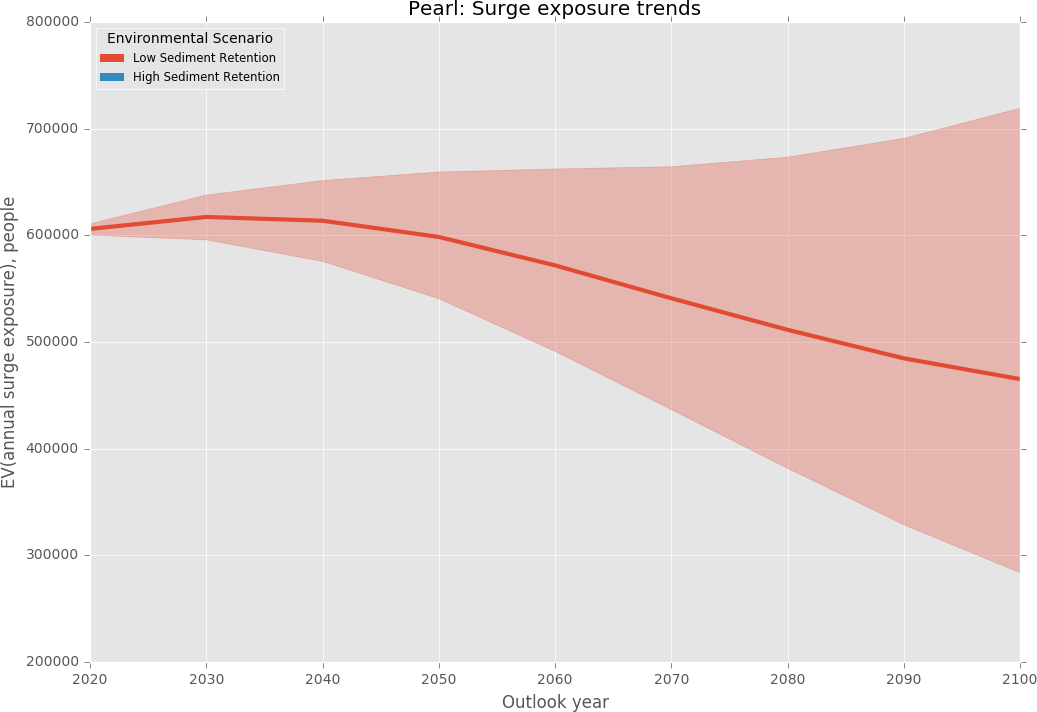 Pearl: Surge exposure trends
Environmental Scenario
Low Sediment Retention
High Sediment Retention
EV(annual surge exposure), people
800000
700000
600000
500000
400000
300000
200000
2020 2030 2040 2050 2060 2070 2080 2090 2100
Outlook year